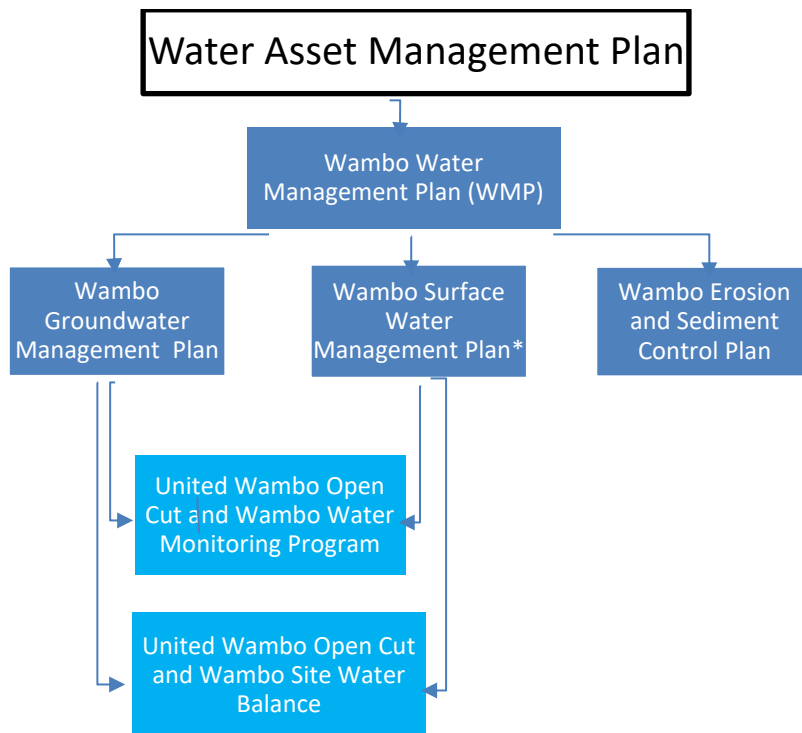 Water Asset Management Plan
Wambo Water
Management Plan (WMP)
Wambo
Groundwater
Management Plan
Wambo Surface
Water
Management Plan*
Wambo Erosion
and Sediment
Control Plan
United Wambo Open
Cut and Wambo Water
Monitoring Program
United Wambo Open Cut
and Wambo Site Water
Balance